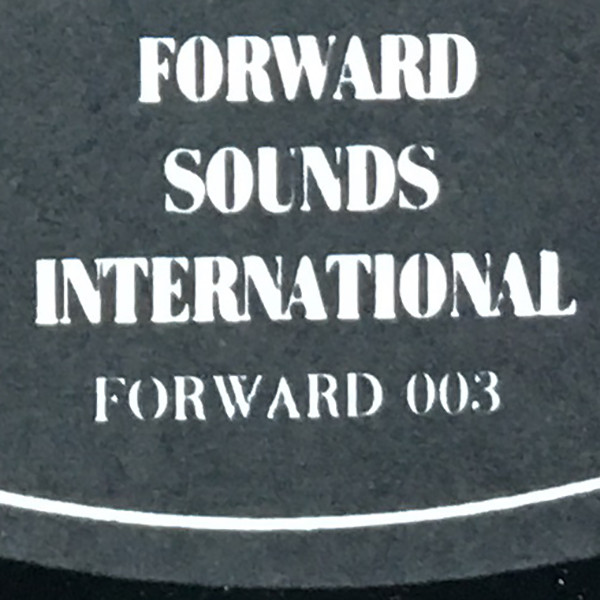 FORWARD
SOUNDS
INTERNATIONAL
FORWARD 003